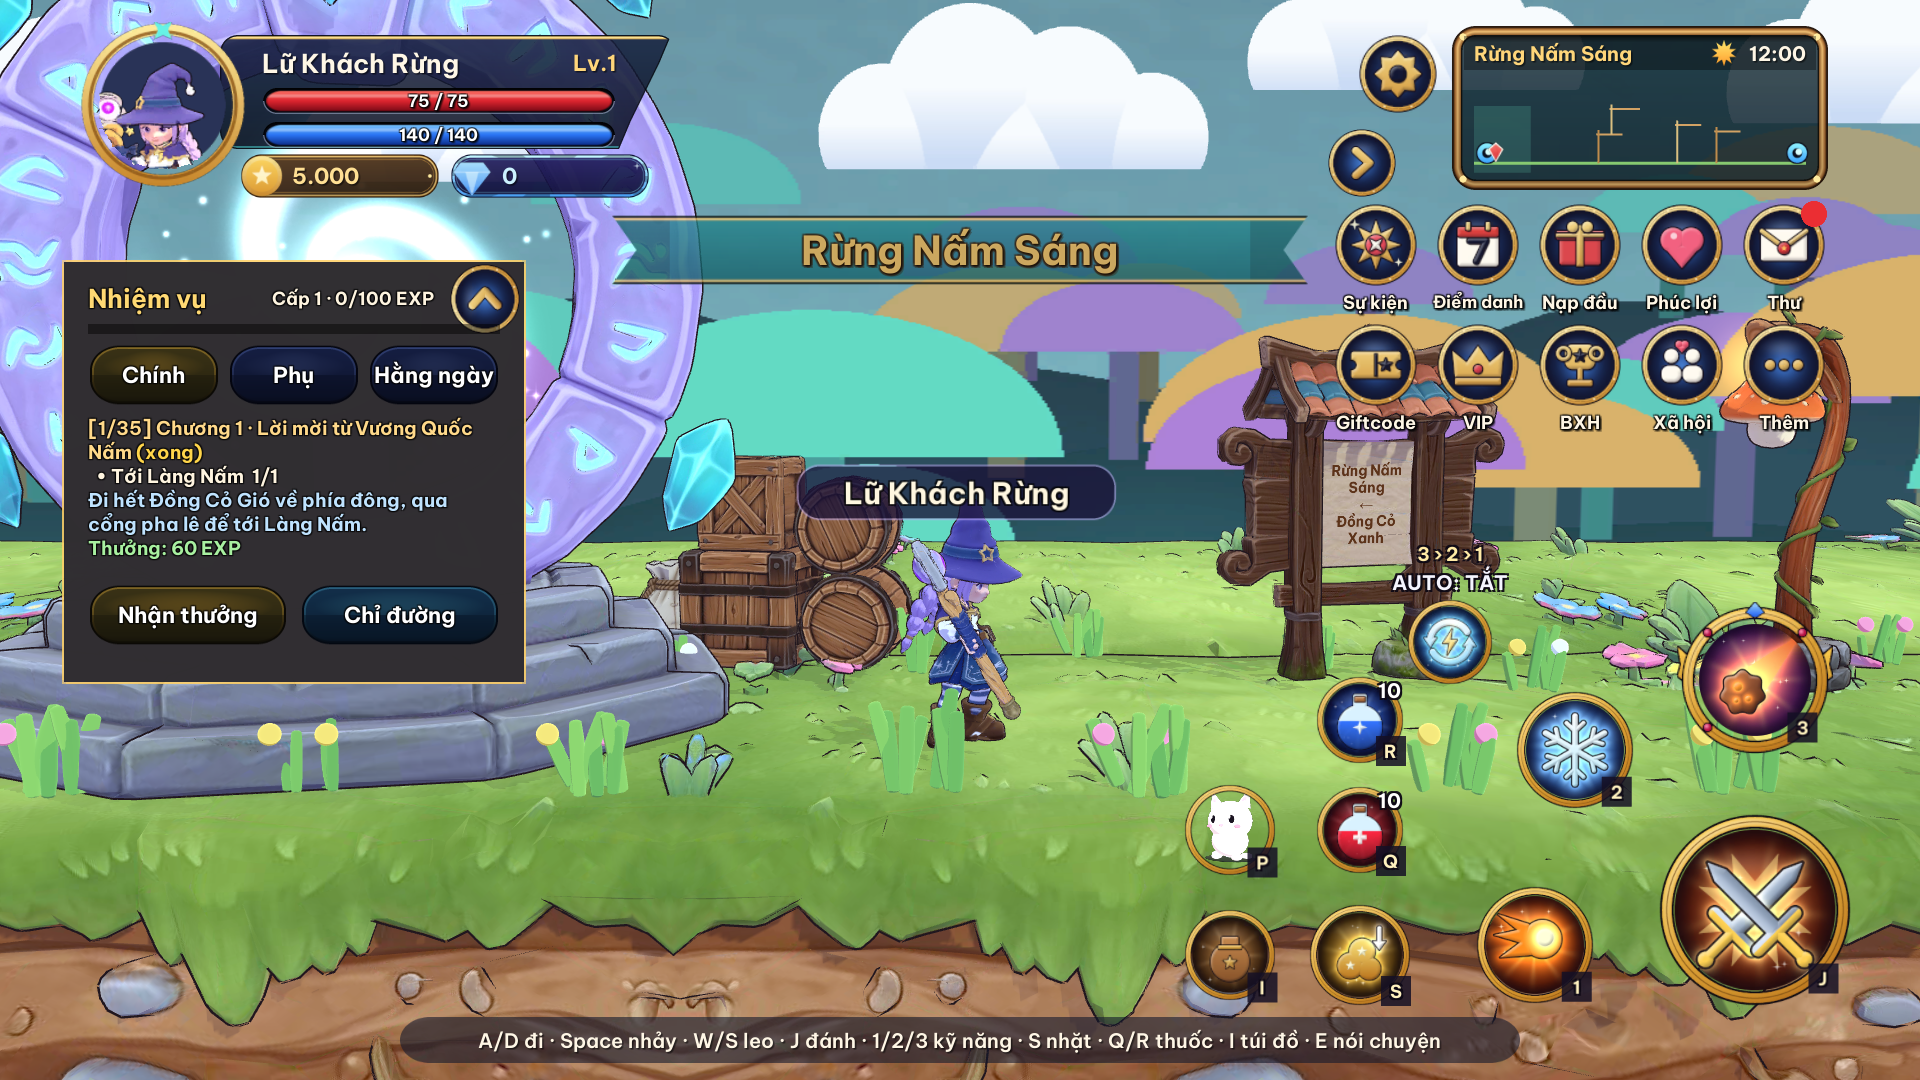 Lữ Khách Rừng
Lv.1
75 / 75
140 / 140
5.000
0
Rừng Nấm Sáng
12:00
Rừng Nấm Sáng
Nhiệm vụ
Cấp 1 · 0/100 EXP
Chính
Phụ
Hằng ngày
[1/35] Chương 1 · Lời mời từ Vương Quốc
Nấm (xong)
• Tới Làng Nấm 1/1
Đi hết Đồng Cỏ Gió về phía đông, qua
cổng pha lê để tới Làng Nấm.
Thưởng: 60 EXP
Nhận thưởng
Chỉ đường
7
Sự kiện
Điểm danh
Nạp đầu
Phúc lợi
Thư
Giftcode
VIP
BXH
Xã hội
Thêm
Lữ Khách Rừng
Rừng Nấm
Sáng
←
Đồng Cỏ
Xanh
3 › 2 › 1
AUTO: TẮT
10
R
10
Q
P
I
S
1
2
3
J
A/D đi · Space nhảy · W/S leo · J đánh · 1/2/3 kỹ năng · S nhặt · Q/R thuốc · I túi đồ · E nói chuyện